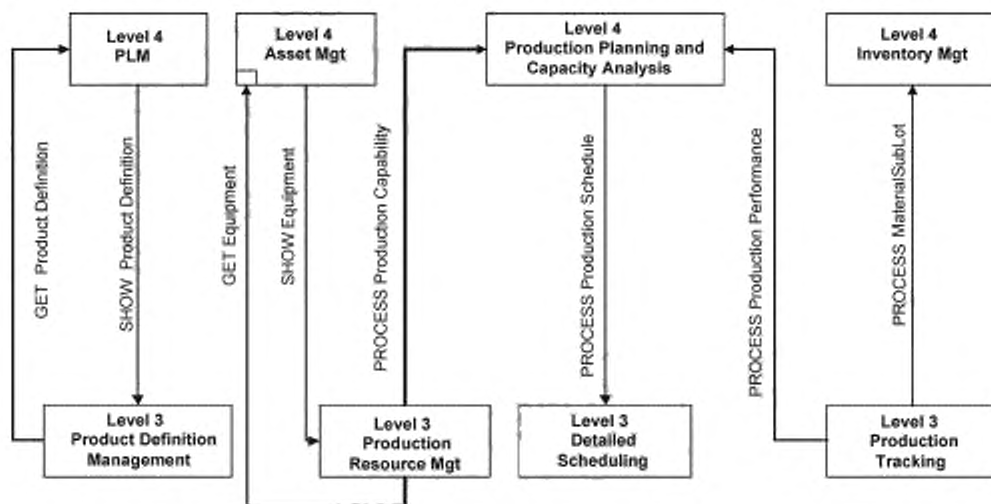 Level 4
PLM
Level 4
Asset Mgt
Level 4
Production Planning and
Capacity Analysis
Level 4
Inventory Mgt
GET Product Definition
SHOW Product Definition
GET Equipment
SHOW Equipment
PROCESS Production Capability
PROCESS Production Schedule
PROCESS Production Performance
PROCESS MaterialSubLot
Level 3
Product Definition
Management
Level 3
Production
Resource Mgt
Level 3
Detailed
Scheduling
Level 3
Production
Tracking